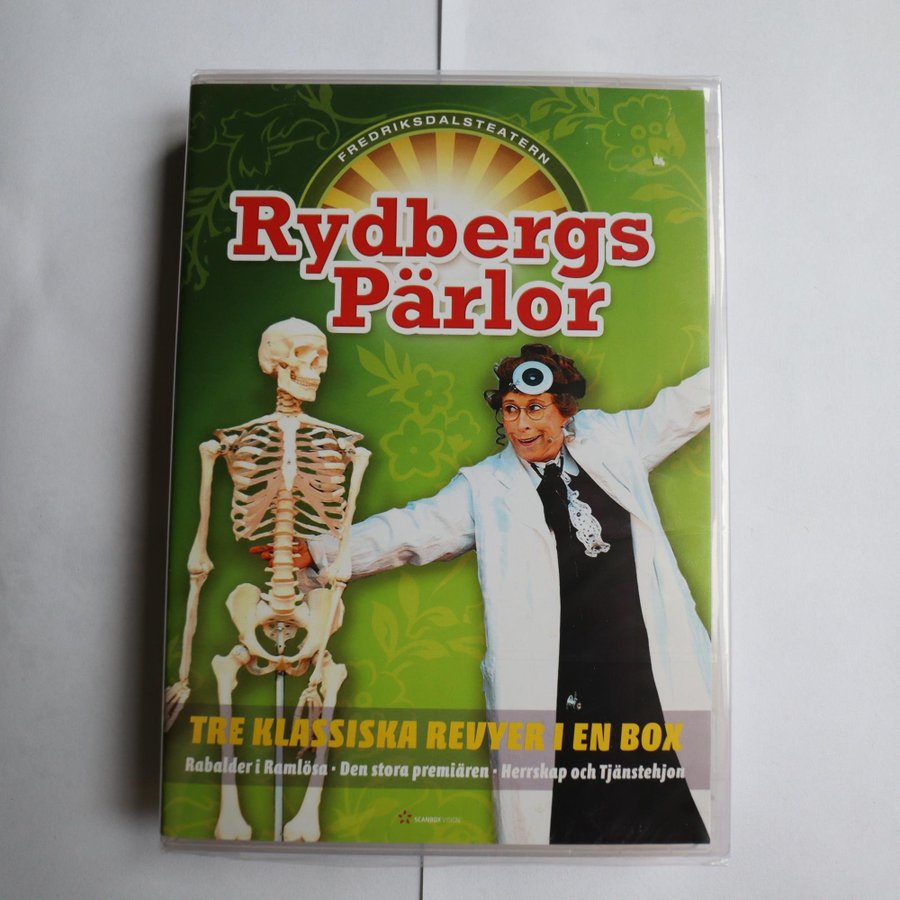 FREDRIKSDALSTEATERN
Rydbergs
Pärlor
TRE KLASSISKA REVYER I EN BOX
Rabalder i Ramlösa · Den stora premiären · Herrskap och Tjänstehjon
SCANBOX VISION